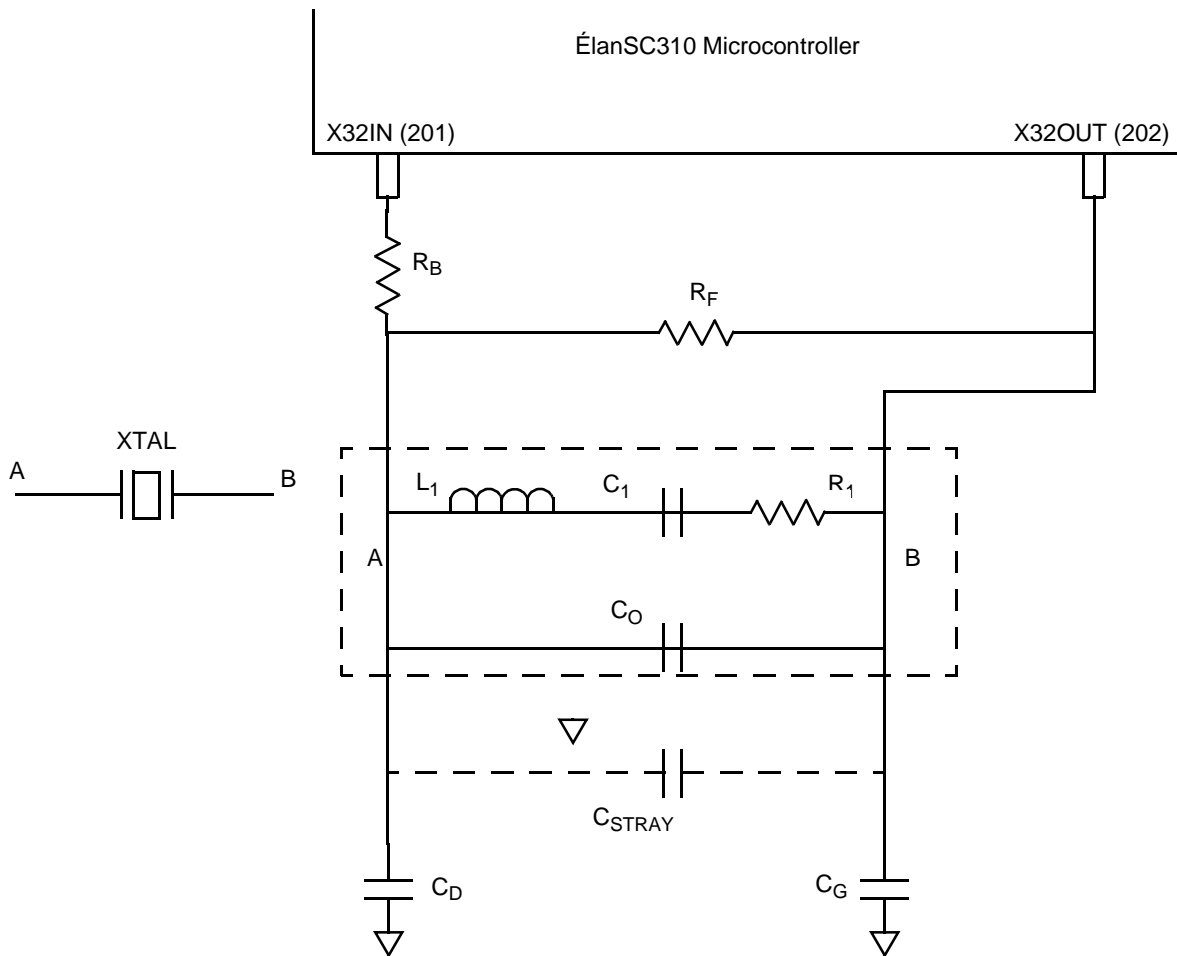 ÉlanSC310 Microcontroller
X32IN (201)
X32OUT (202)
RB
RF
XTAL
A
B
L1
C1
R1
A
B
CO
CSTRAY
CD
CG